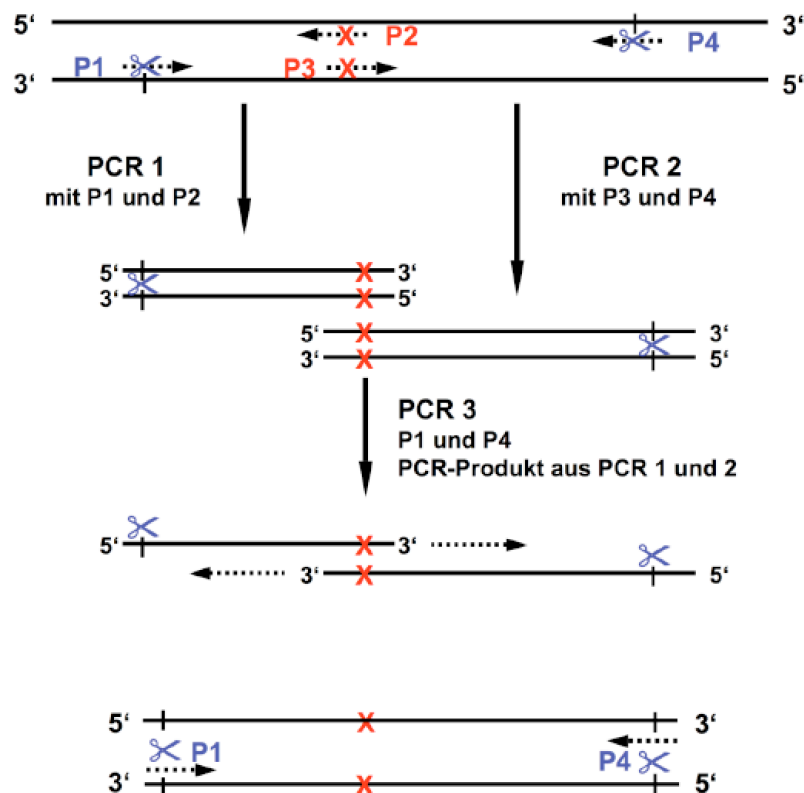 5‘ 3‘
P2 P4
P1 P3
3‘ 5‘
PCR 1
mit P1 und P2
PCR 2
mit P3 und P4
5‘ X 3‘
3‘ X 5‘
5‘ X 3‘
3‘ X 5‘
PCR 3
P1 und P4
PCR-Produkt aus PCR 1 und 2
5‘ X 3‘
3‘ X 5‘
5‘ X 3‘
P1 P4
3‘ X 5‘